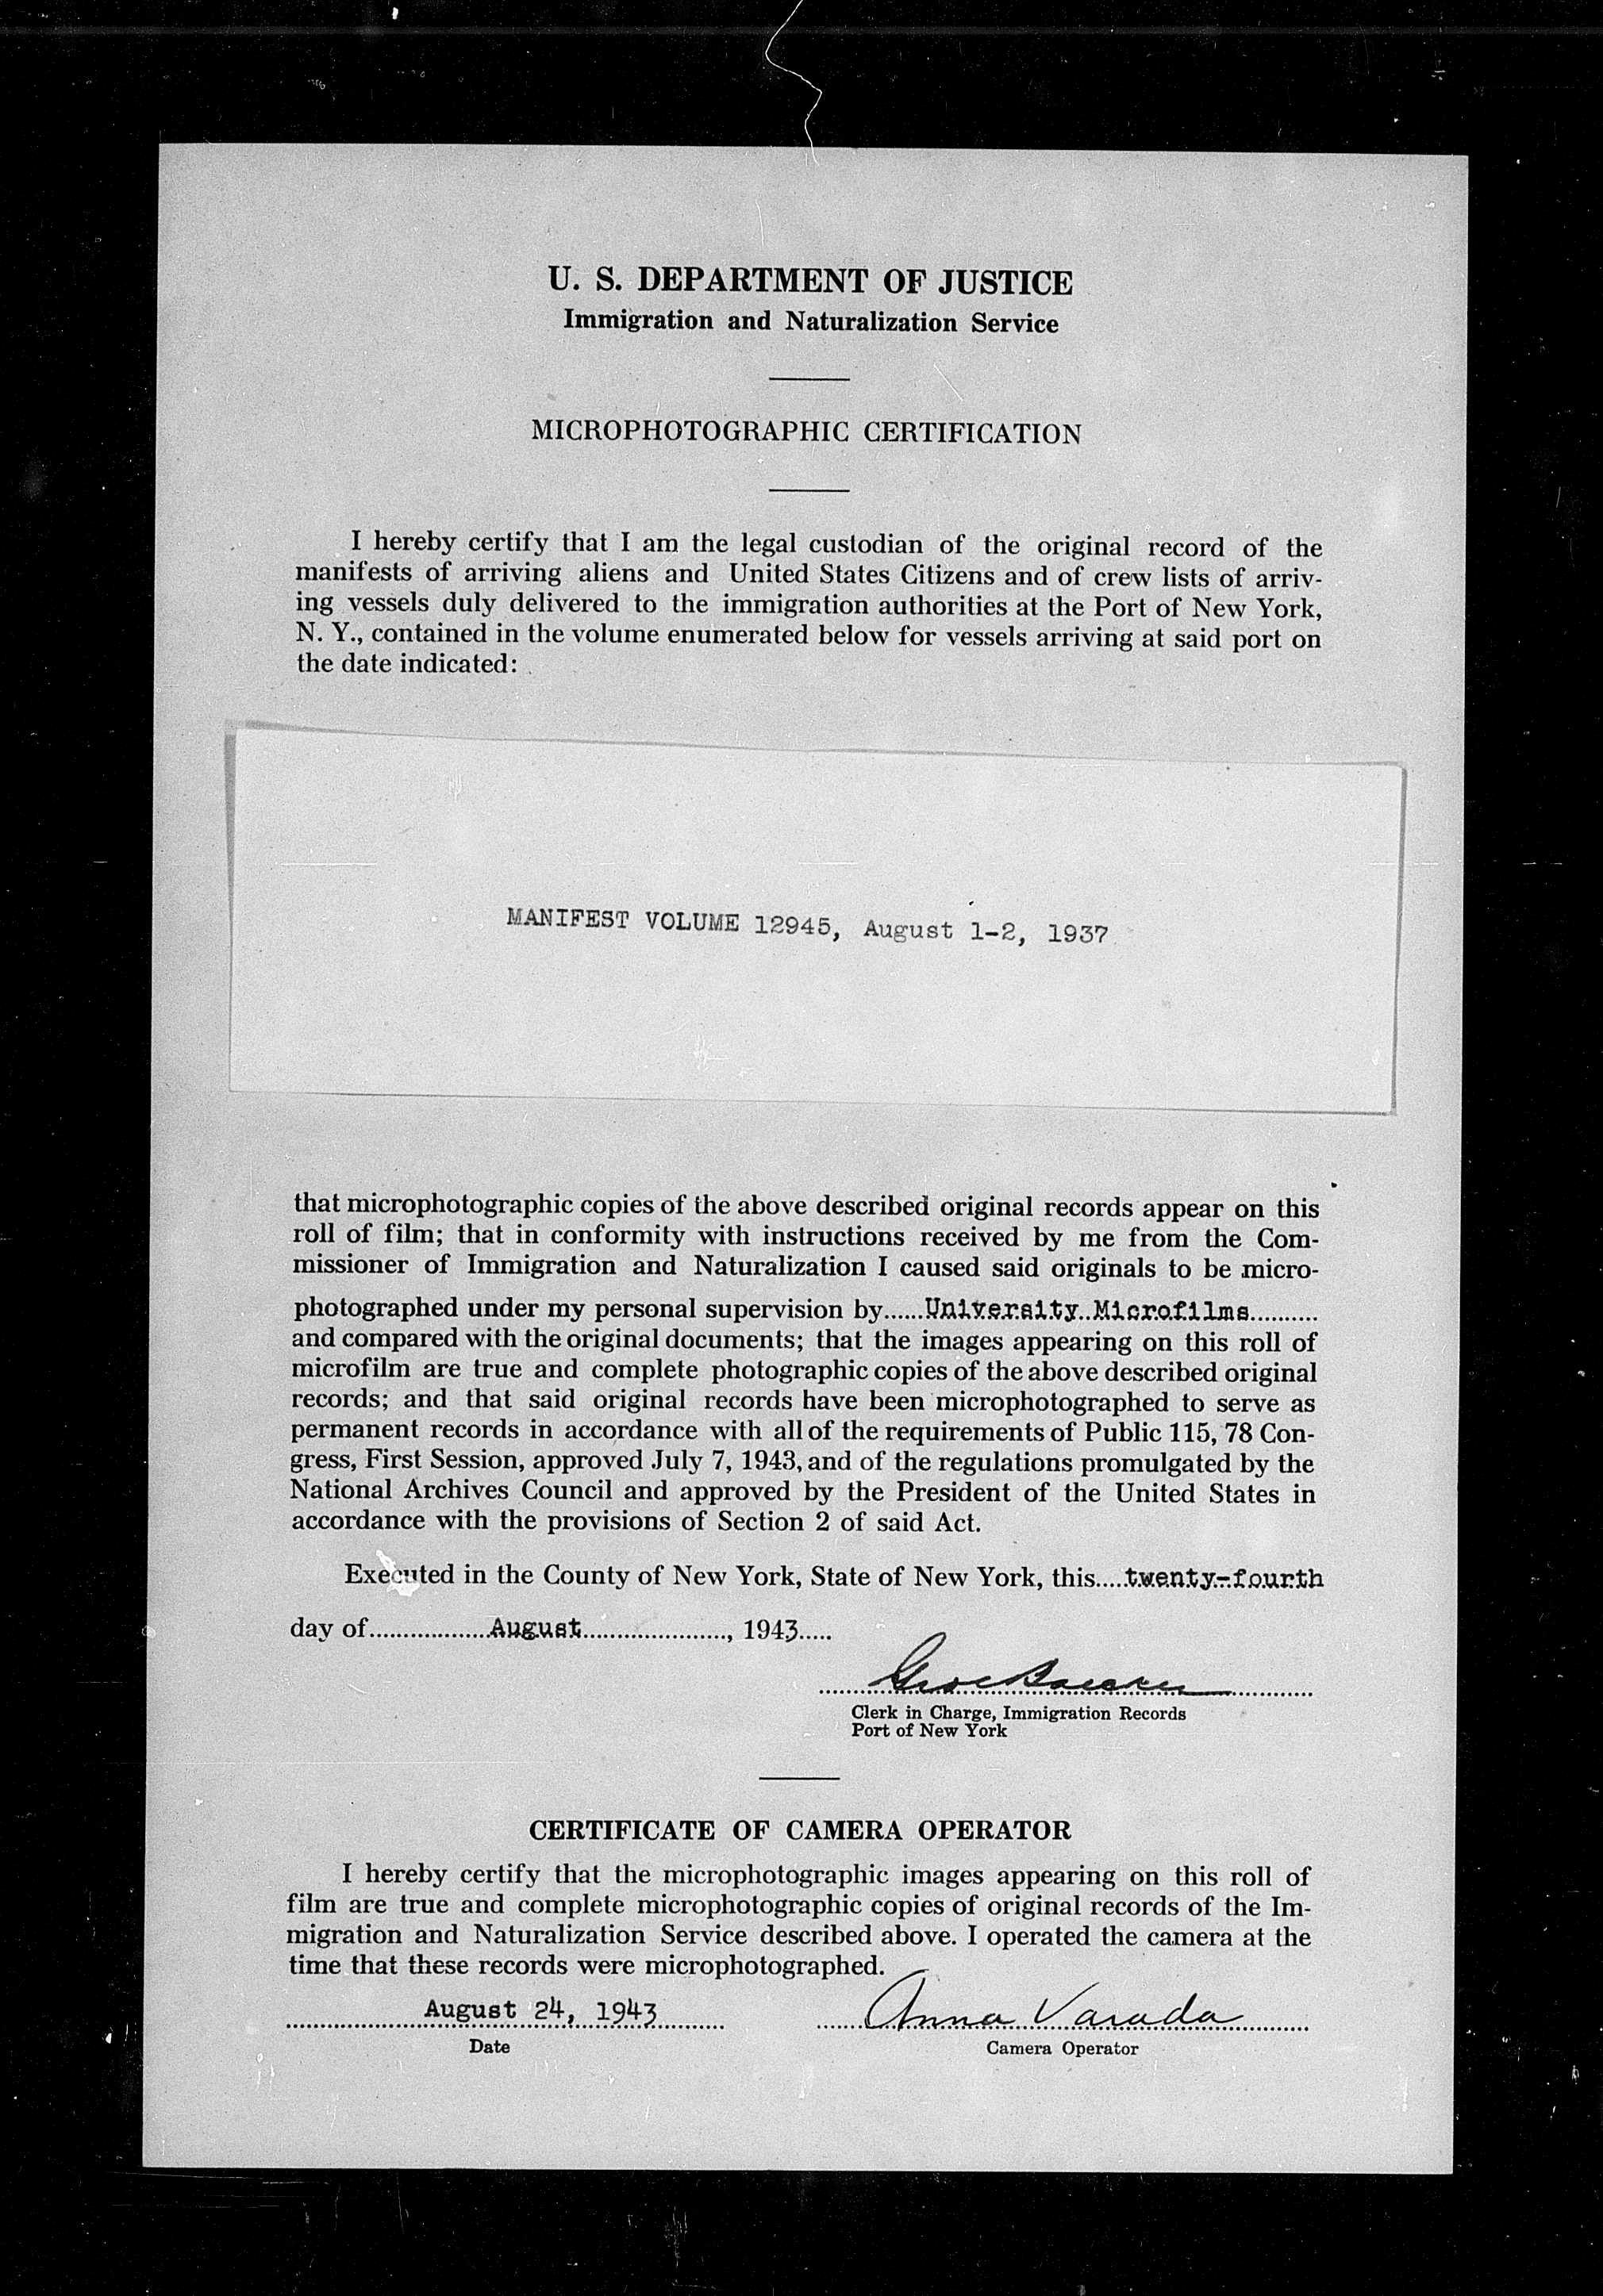 U. S. DEPARTMENT OF JUSTICE
Immigration and Naturalization Service
MICROPHOTOGRAPHIC CERTIFICATION
I hereby certify that I am the legal custodian of the original record of the
manifests of arriving aliens and United States Citizens and of crew lists of arriv-
ing vessels duly delivered to the immigration authorities at the Port of New York,
N. Y., contained in the volume enumerated below for vessels arriving at said port on
the date indicated:
MANIFEST VOLUME 12945, August 1-2, 1937
that microphotographic copies of the above described original records appear on this
roll of film; that in conformity with instructions received by me from the Com-
missioner of Immigration and Naturalization I caused said originals to be micro-
photographed under my personal supervision by......University Microfilms..........
and compared with the original documents; that the images appearing on this roll of
microfilm are true and complete photographic copies of the above described original
records; and that said original records have been microphotographed to serve as
permanent records in accordance with all of the requirements of Public 115, 78 Con-
gress, First Session, approved July 7, 1943, and of the regulations promulgated by the
National Archives Council and approved by the President of the United States in
accordance with the provisions of Section 2 of said Act.
Executed in the County of New York, State of New York, this.....twenty-fourth
day of..................August......................, 1943.....
Clerk in Charge, Immigration Records
Port of New York
CERTIFICATE OF CAMERA OPERATOR
I hereby certify that the microphotographic images appearing on this roll of
film are true and complete microphotographic copies of original records of the Im-
migration and Naturalization Service described above. I operated the camera at the
time that these records were microphotographed.
August 24, 1943 Anna Varada
Date Camera Operator